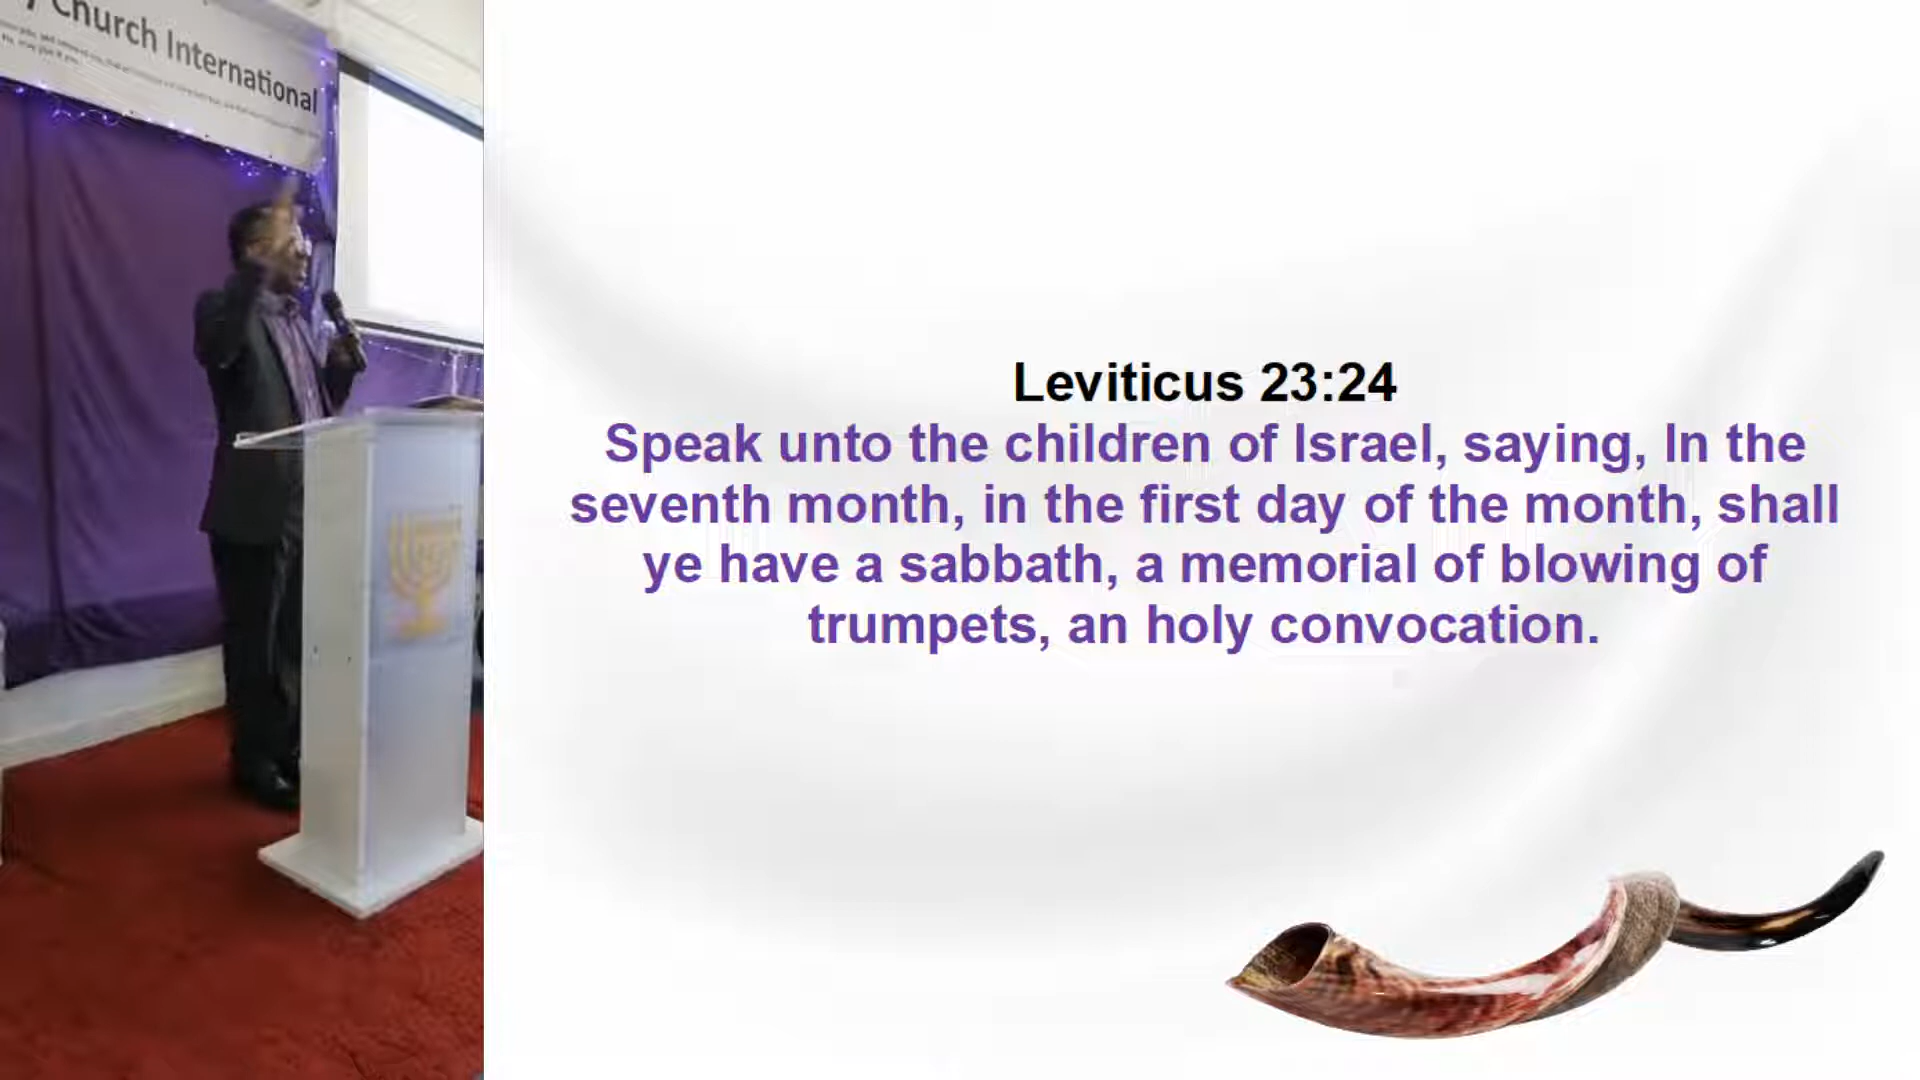 Church International
Leviticus 23:24
Speak unto the children of Israel, saying, In the
seventh month, in the first day of the month, shall
ye have a sabbath, a memorial of blowing of
trumpets, an holy convocation.